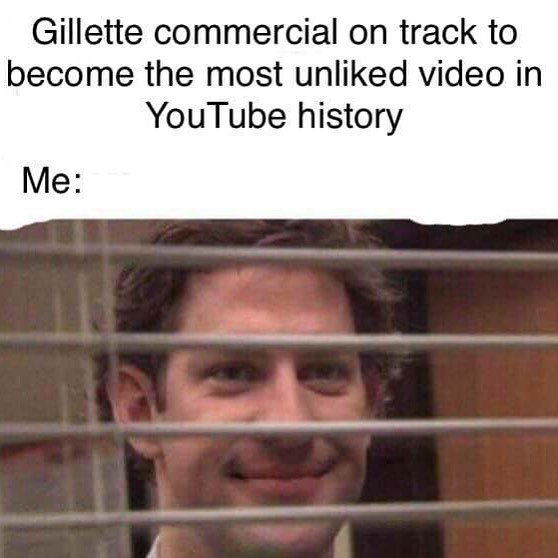 Gillette commercial on track to
become the most unliked video in
YouTube history
Me: